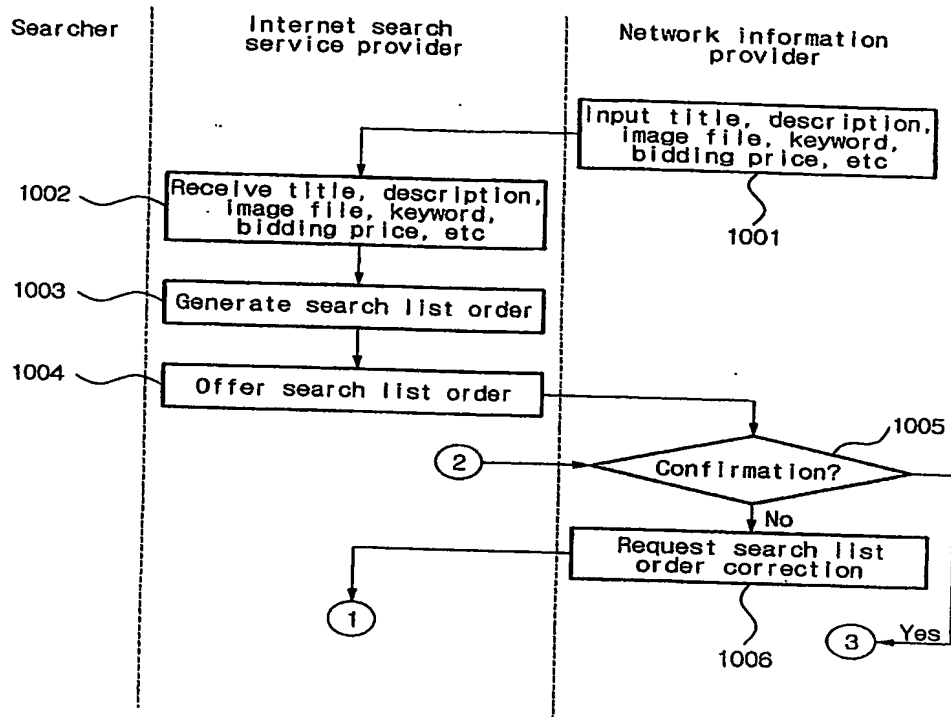 Searcher
Internet search
service provider
Network information
provider
Input title, description,
image file, keyword,
bidding price, etc
1001
1002
Receive title, description,
image file, keyword,
bidding price, etc
1003
Generate search list order
1004
Offer search list order
1005
2
Confirmation?
No
Request search list
order correction
1
3
Yes
1006